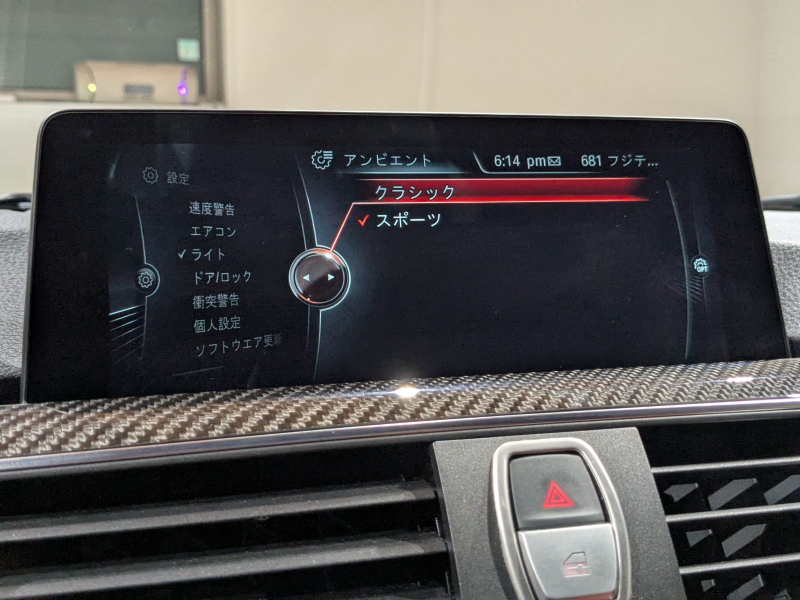 アンビエント 6:14 pm 681 フジテ...
設定
クラシック
✓ スポーツ
速度警告
エアコン
✓ ライト
ドア/ロック
衝突警告
個人設定
ソフトウエア更新
OPT